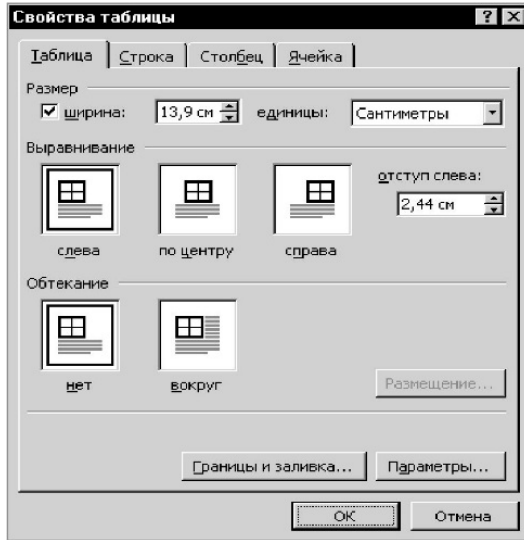 Свойства таблицы
Таблица Строка Столбец Ячейка
Размер
ширина: 13,9 см единицы: Сантиметры
Выравнивание
отступ слева:
2,44 см
слева по центру справа
Обтекание
нет вокруг
Размещение...
Границы и заливка... Параметры...
ОК Отмена